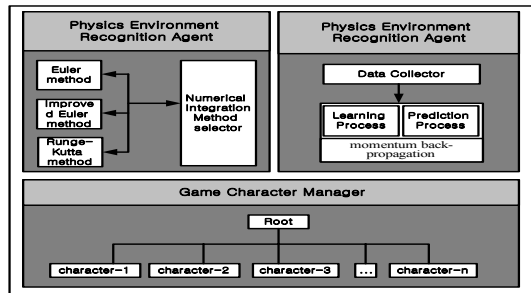 Physics Environment
Recognition Agent
Euler
method
Improve
d Euler
method
Runge-
Kutta
method
Numerical
Integration
Method
selector
Physics Environment
Recognition Agent
Data Collector
Learning
Process
Prediction
Process
momentum back-
propagation
Game Character Manager
Root
character-1
character-2
character-3
...
character-n